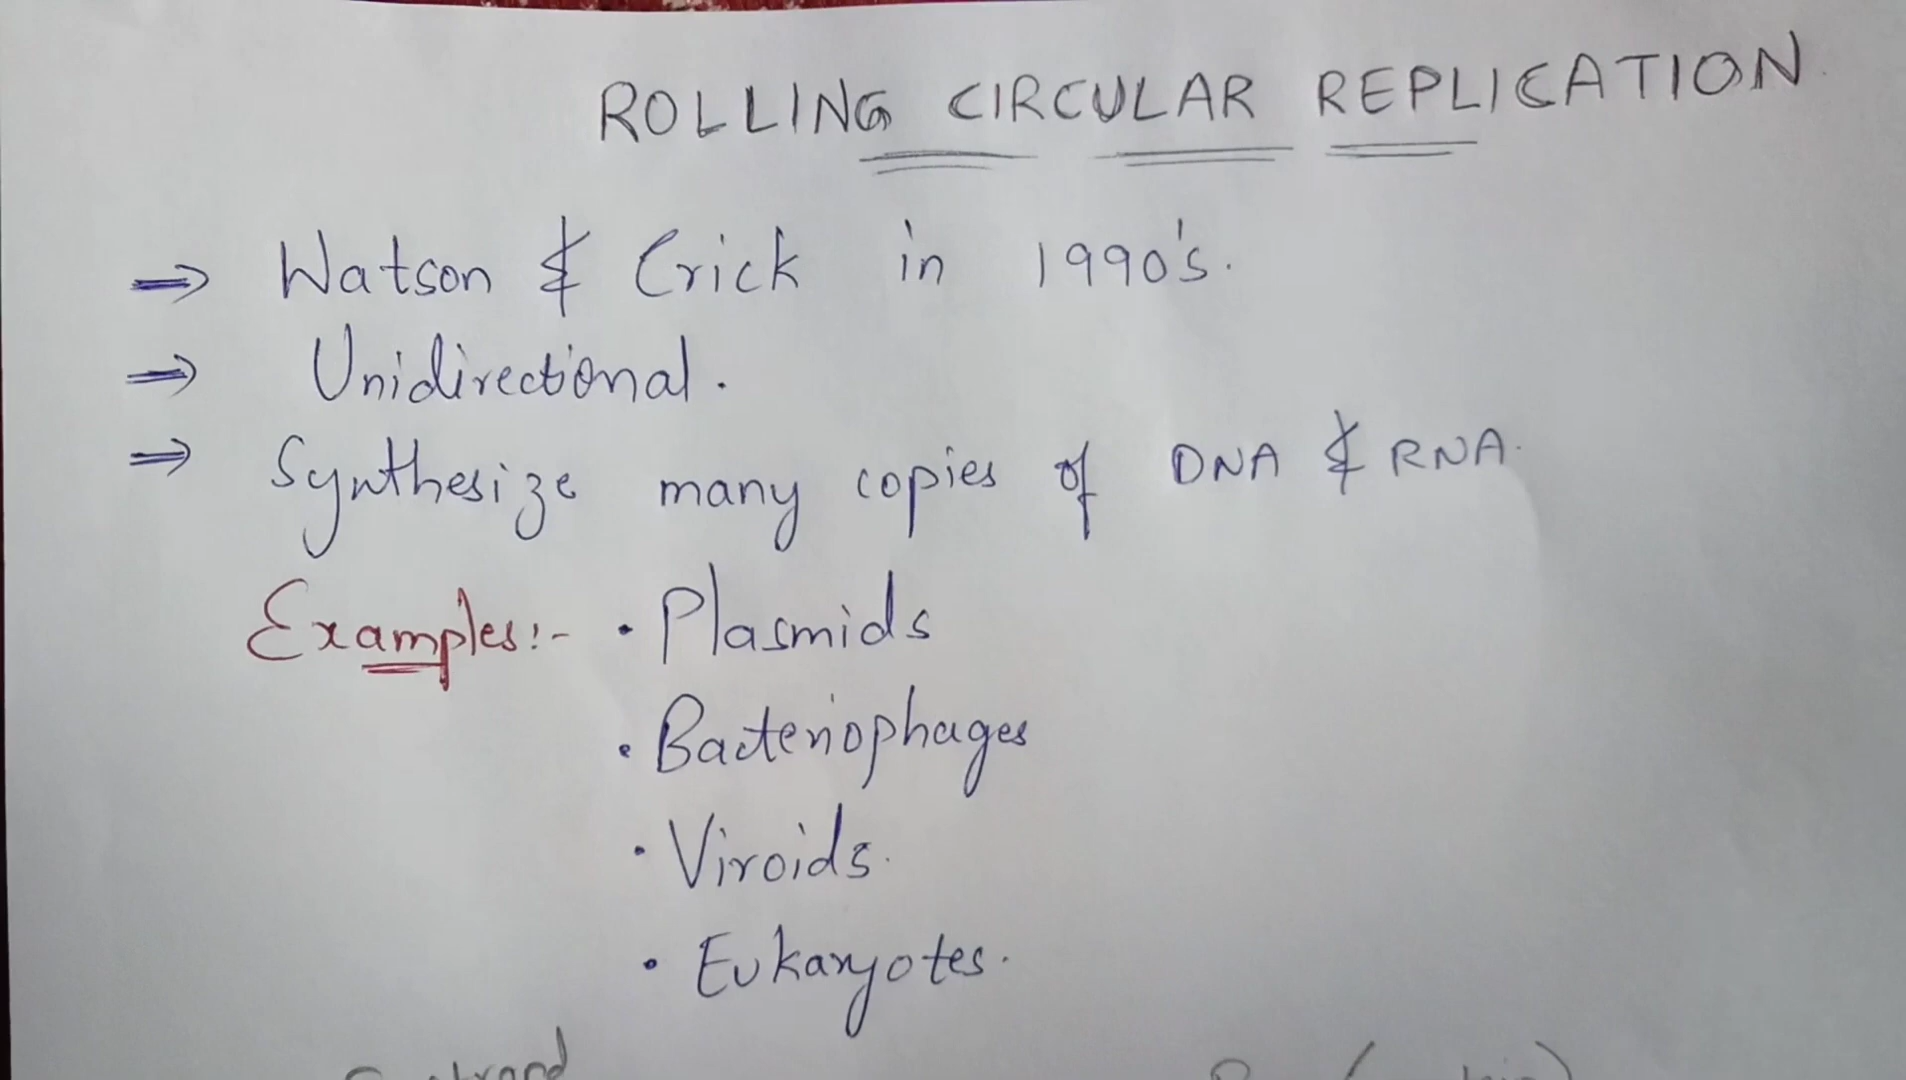 ROLLING CIRCULAR REPLICATION
⇒ Watson & Crick in 1990's.
⇒ Unidirectional.
⇒ Synthesize many copies of DNA & RNA.
Examples:- • Plasmids
• Bacteriophages
• Viroids.
• Eukaryotes.
strand